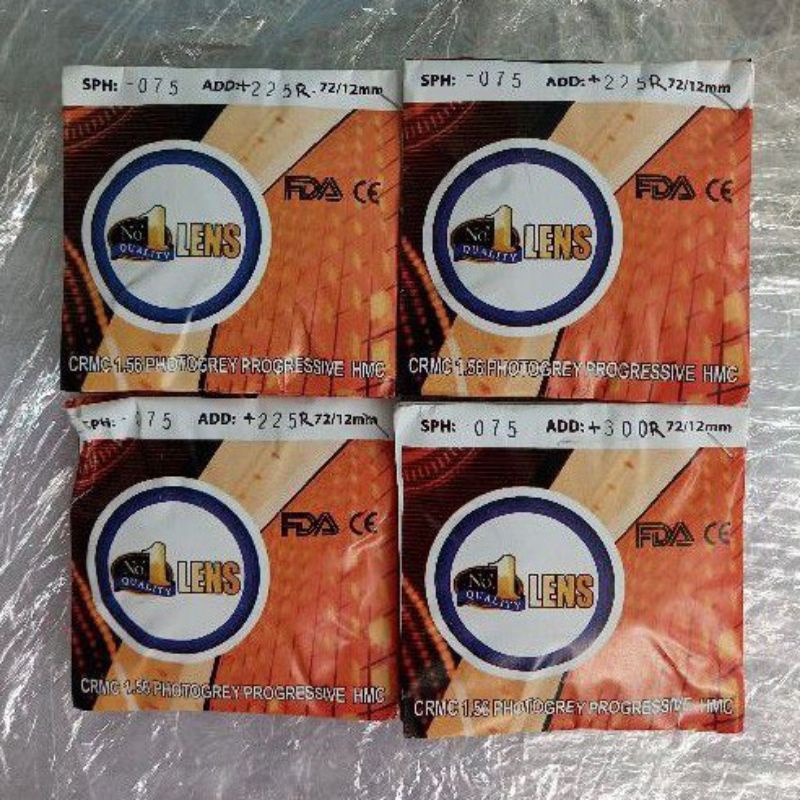 SPH: -075 ADD:+225R 72/12mm
FDA CE
No.1 LENS
QUALITY
CRMC 1.56 PHOTOGREY PROGRESSIVE HMC
SPH: -075 ADD:+225R 72/12mm
FDA CE
No.1 LENS
QUALITY
CRMC 1.56 PHOTOGREY PROGRESSIVE HMC
SPH: -075 ADD: +225R 72/12mm
FDA CE
No.1 LENS
QUALITY
CRMC 1.56 PHOTOGREY PROGRESSIVE HMC
SPH: 075 ADD:+300R 72/12mm
FDA CE
No.1 LENS
QUALITY
CRMC 1.56 PHOTOGREY PROGRESSIVE HMC